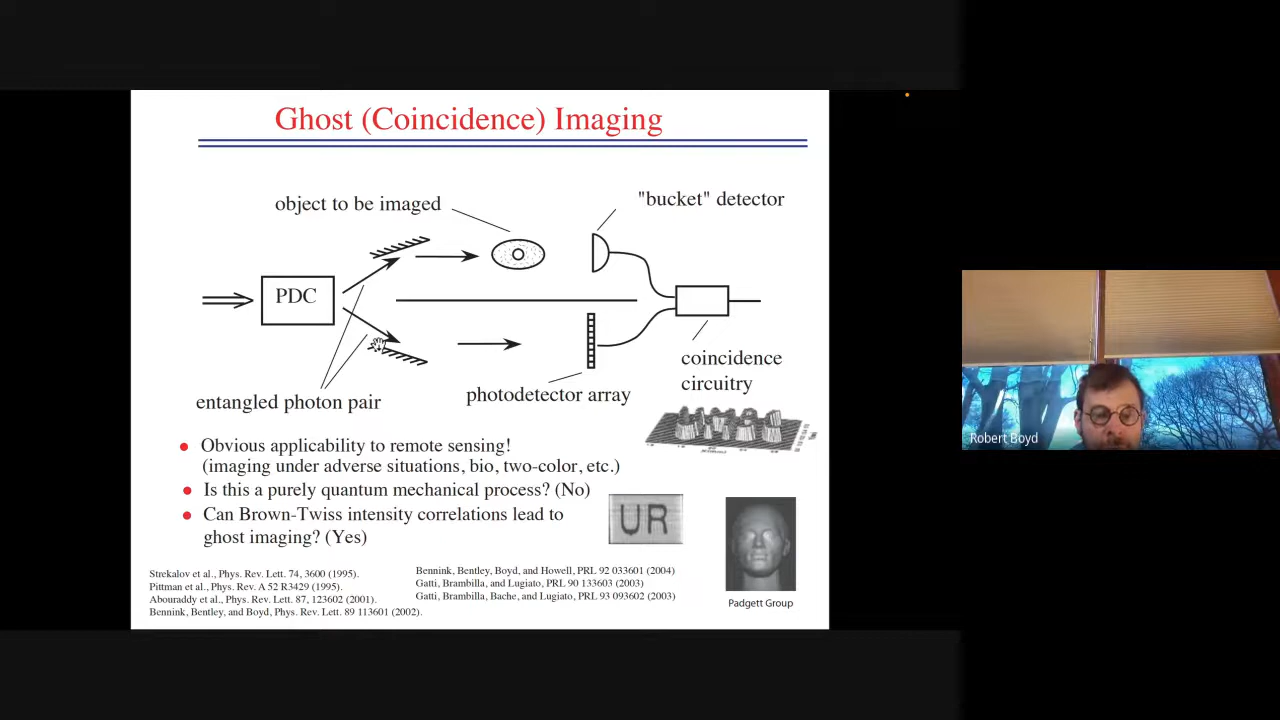 Ghost (Coincidence) Imaging
object to be imaged
"bucket" detector
PDC
coincidence
circuitry
photodetector array
entangled photon pair
Obvious applicability to remote sensing!
(imaging under adverse situations, bio, two-color, etc.)
Is this a purely quantum mechanical process? (No)
Can Brown-Twiss intensity correlations lead to
ghost imaging? (Yes)
UR
Padgett Group
Strekalov et al., Phys. Rev. Lett. 74, 3600 (1995).
Pittman et al., Phys. Rev. A 52 R3429 (1995).
Abouraddy et al., Phys. Rev. Lett. 87, 123602 (2001).
Bennink, Bentley, and Boyd, Phys. Rev. Lett. 89 113601 (2002).
Bennink, Bentley, Boyd, and Howell, PRL 92 033601 (2004)
Gatti, Brambilla, and Lugiato, PRL 90 133603 (2003)
Gatti, Brambilla, Bache, and Lugiato, PRL 93 093602 (2003)
Robert Boyd